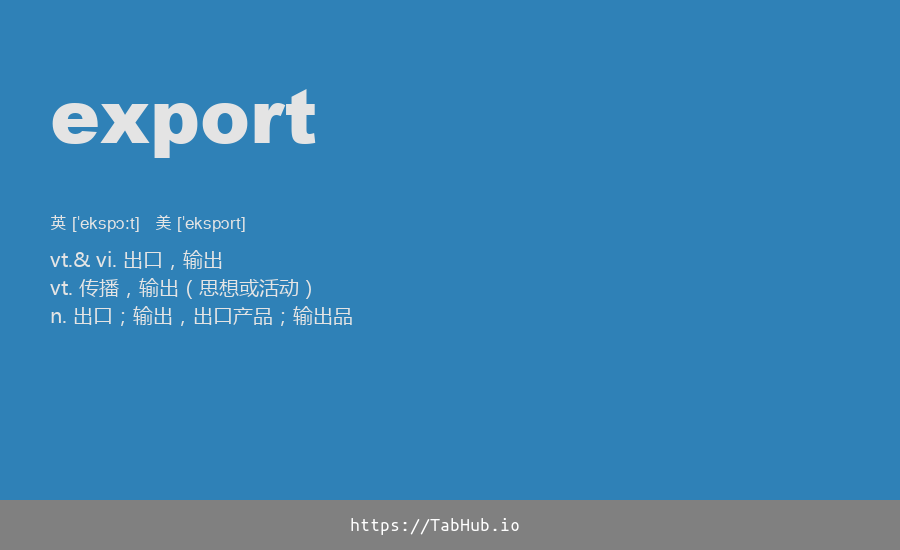 export
英 [ˈekspɔːt] 美 [ˈekspɔrt]
vt.& vi. 出口，输出
vt. 传播，输出（思想或活动）
n. 出口；输出，出口产品；输出品
https://TabHub.io